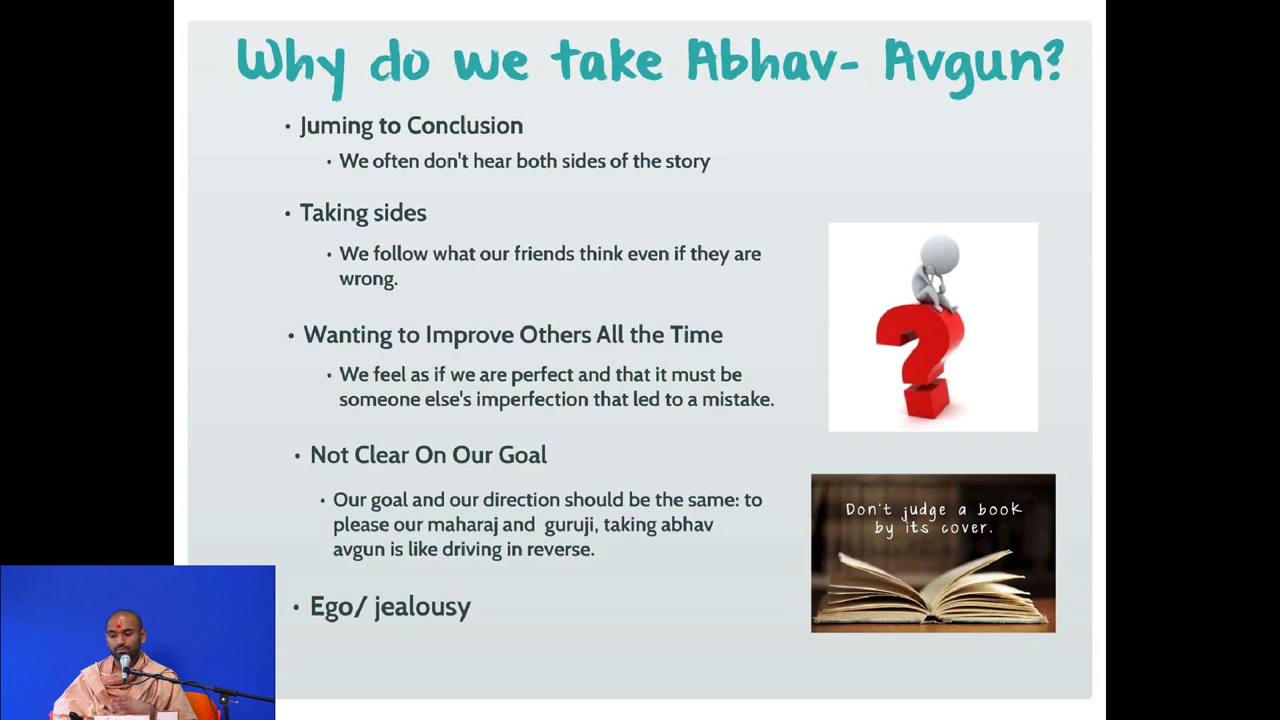 Why do we take Abhav- Avgun?
• Juming to Conclusion
• We often don't hear both sides of the story
• Taking sides
• We follow what our friends think even if they are
wrong.
• Wanting to Improve Others All the Time
• We feel as if we are perfect and that it must be
someone else's imperfection that led to a mistake.
• Not Clear On Our Goal
• Our goal and our direction should be the same: to
please our maharaj and guruji, taking abhav
avgun is like driving in reverse.
• Ego/ jealousy
Don't judge a book
by its cover.